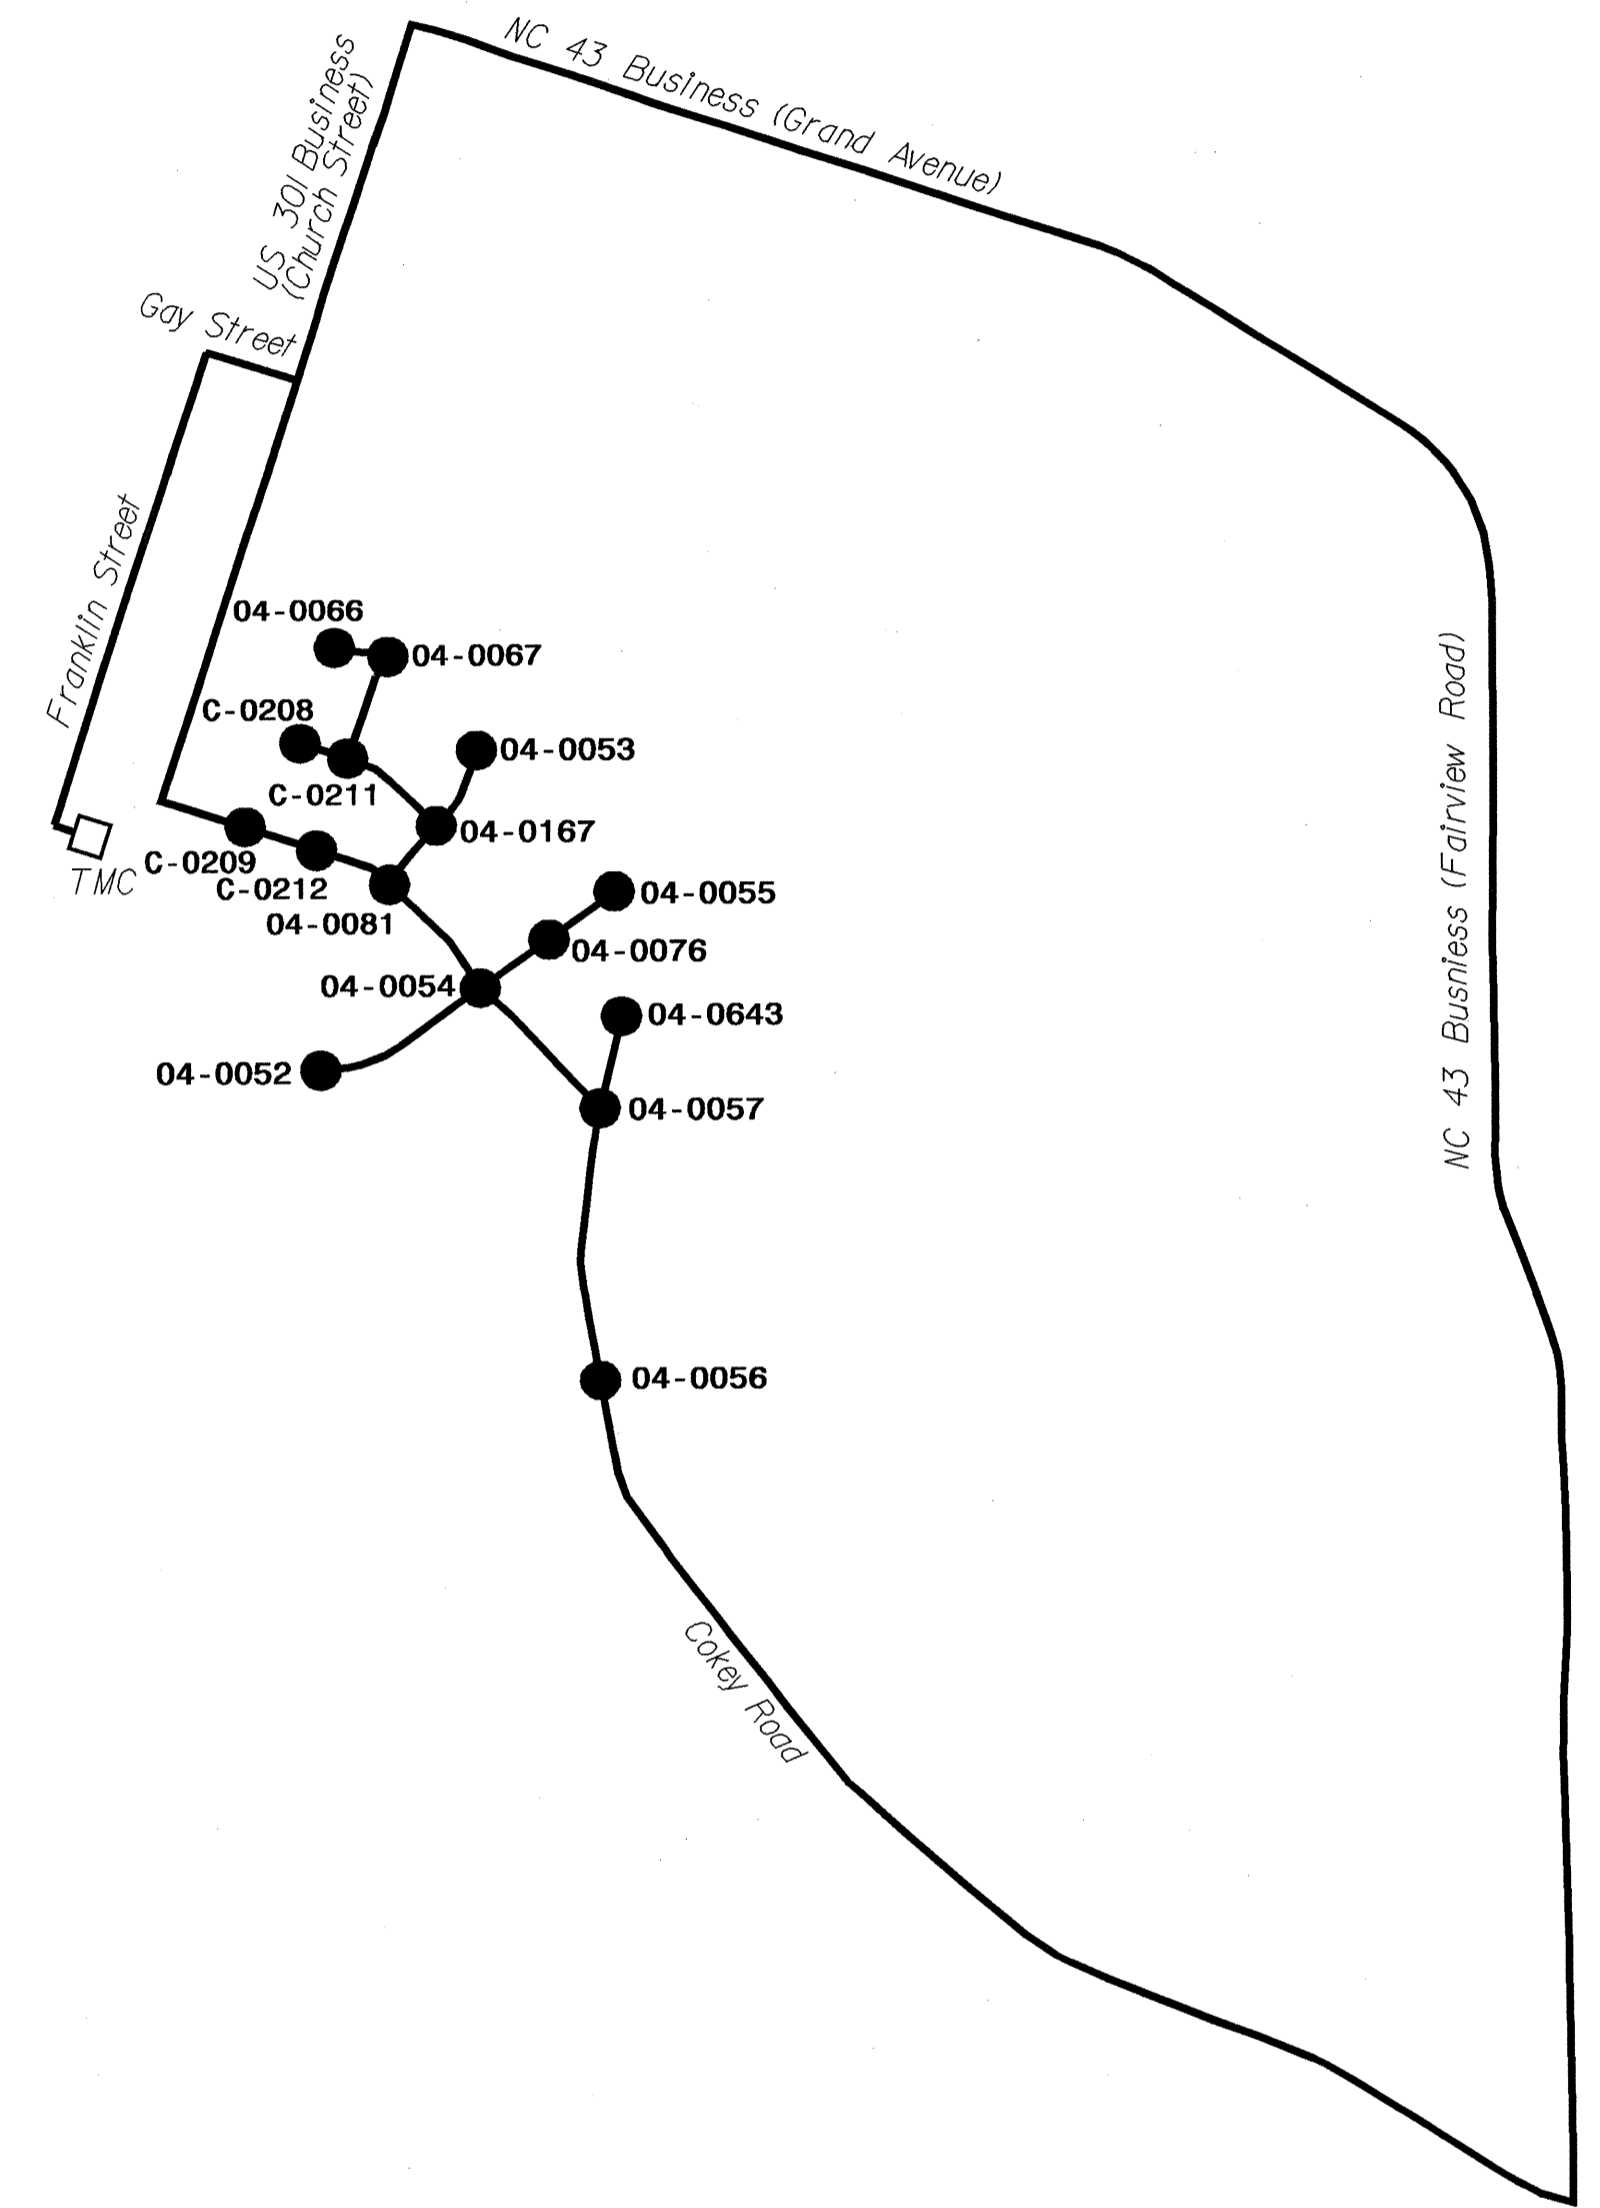 NC 43 Business (Grand Avenue)
US 301 Business
(Church Street)
Gay Street
Franklin Street
04-0066
04-0067
C-0208
04-0053
C-0211
04-0167
C-0209
TMC
C-0212
04-0055
04-0081
04-0076
04-0054
04-0643
04-0052
04-0057
NC 43 Busniess (Fairview Road)
04-0056
Cokey Road